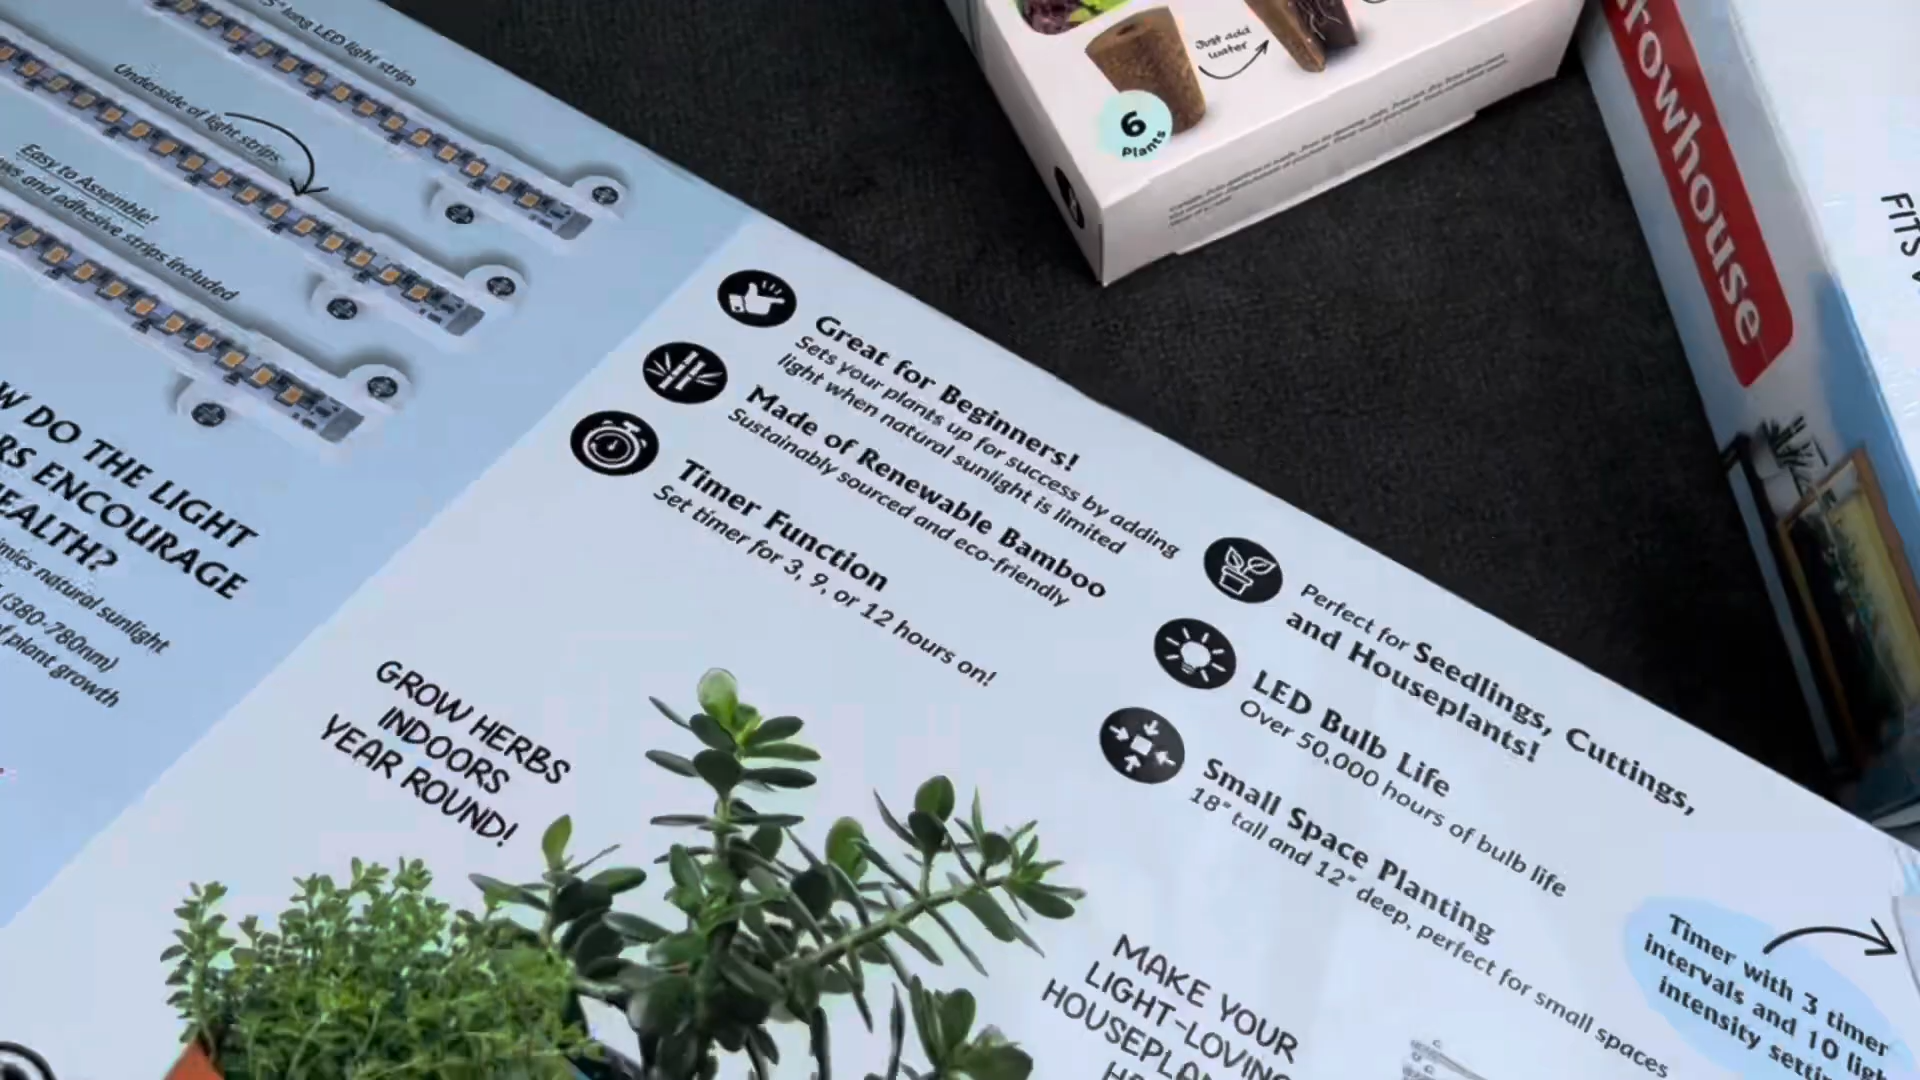 5" long LED light strips
Underside of light strips
Easy to Assemble!
and adhesive strips included
DO THE LIGHT
ENCOURAGE
natural sunlight
(380-780nm)
plant growth
Great for Beginners!
Sets your plants up for success by adding
light when natural sunlight is limited
Made of Renewable Bamboo
Sustainably sourced and eco-friendly
Timer Function
Set timer for 3, 9, or 12 hours on!
GROW HERBS
INDOORS
YEAR ROUND!
Perfect for Seedlings, Cuttings,
and Houseplants!
LED Bulb Life
Over 50,000 hours of bulb life
Small Space Planting
18" tall and 12" deep, perfect for small spaces
MAKE YOUR
LIGHT-LOVING
Timer with 3 timer
intervals and 10
intensity
Just add
water
6
Plants
rowhouse
FITS